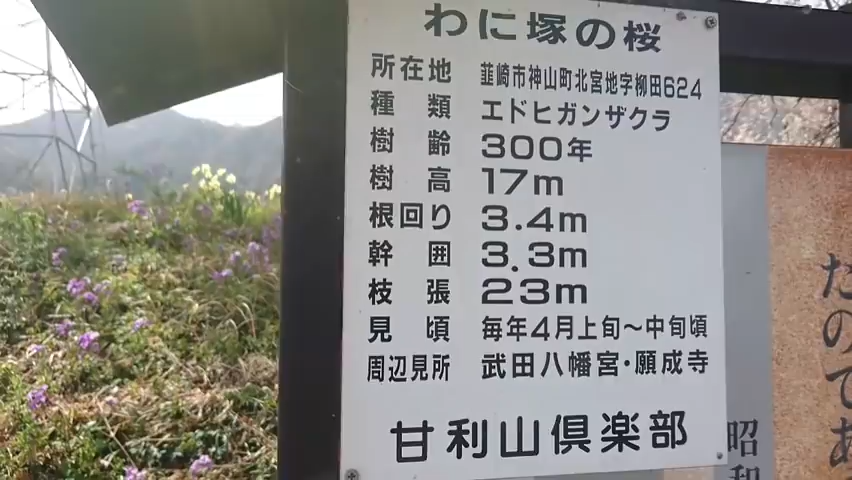 わに塚の桜
所在地 韮崎市神山町北宮地字柳田624
種類 エドヒガンザクラ
樹齢 300年
樹高 17m
根回り 3.4m
幹囲 3.3m
枝張 23m
見頃 毎年4月上旬～中旬頃
周辺見所 武田八幡宮・願成寺
甘利山倶楽部
たのであ
昭和